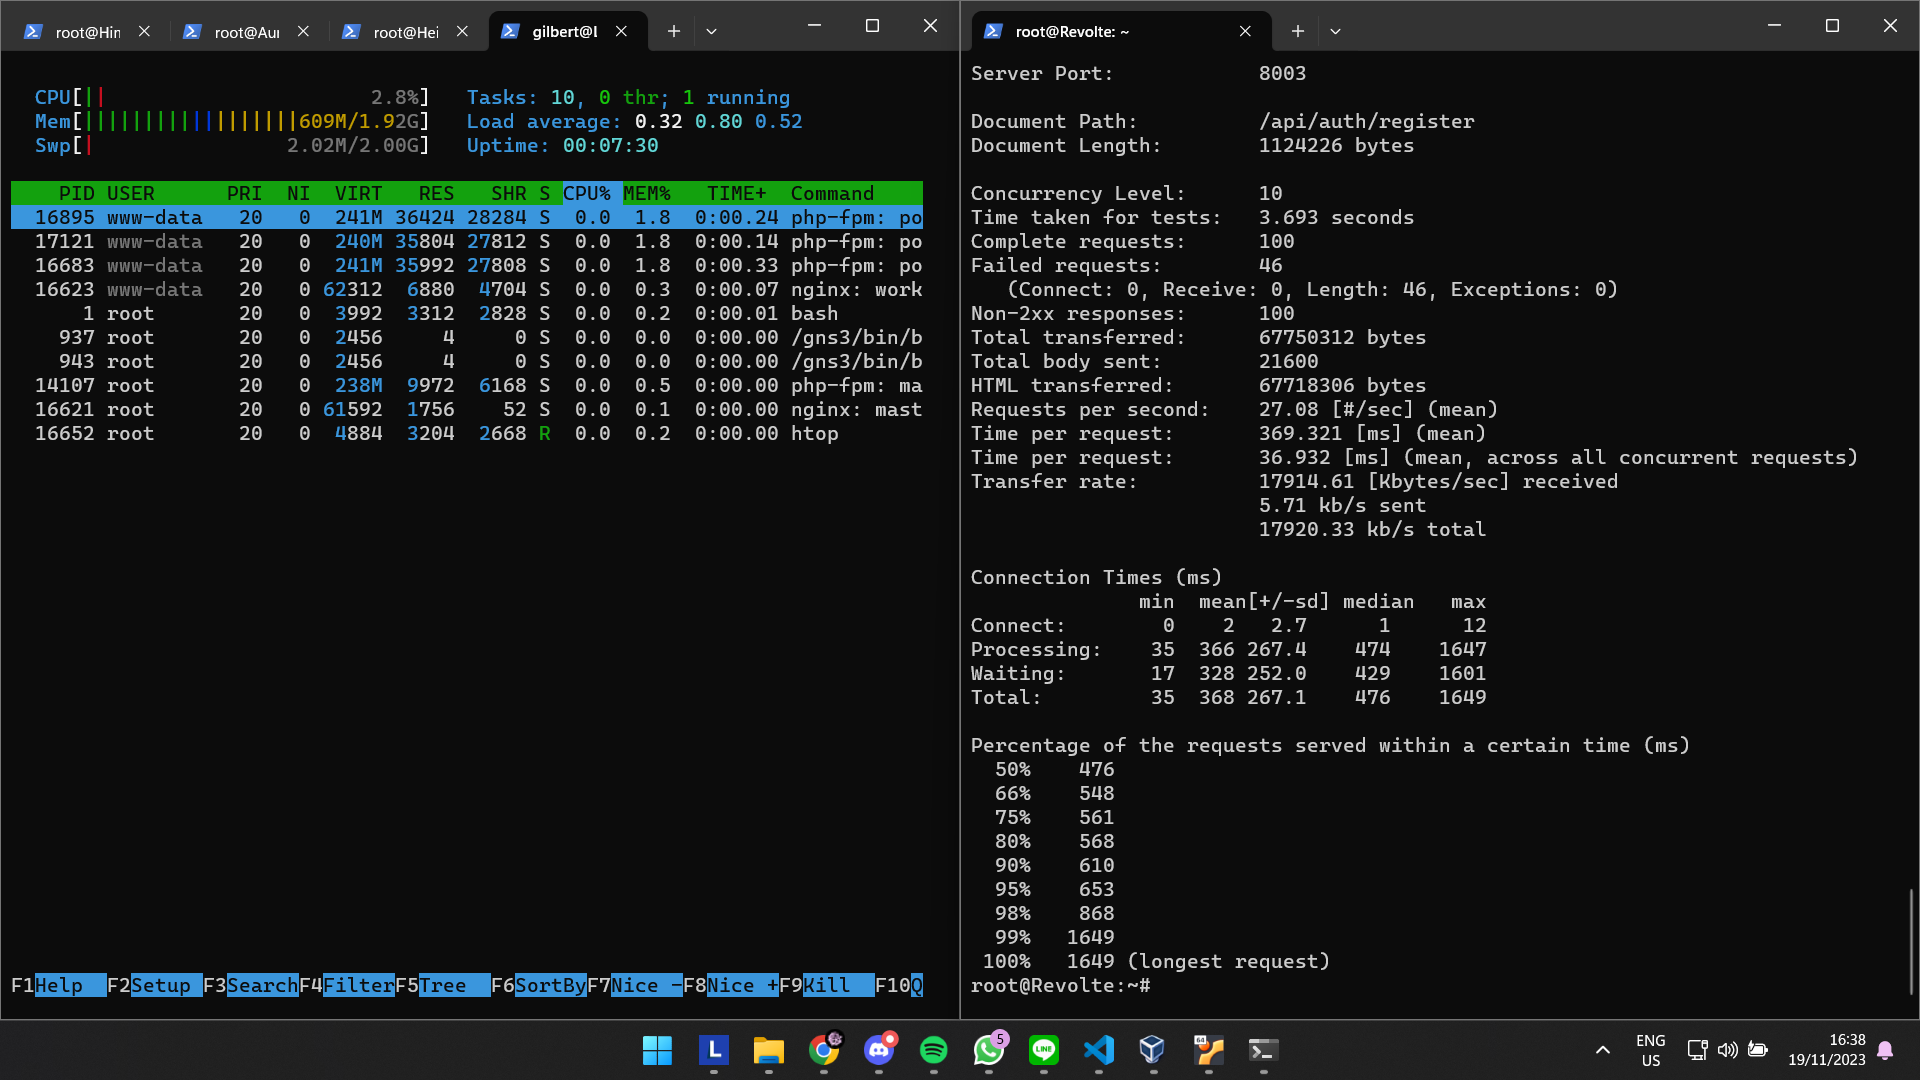 root@Hin
root@Aur
root@Hei
gilbert@L
CPU[|| 2.8%] Tasks: 10, 0 thr; 1 running
Mem[||||||||||||||||||609M/1.92G] Load average: 0.32 0.80 0.52
Swp[| 2.02M/2.00G] Uptime: 00:07:30
PID USER PRI NI VIRT RES SHR S CPU% MEM% TIME+ Command
16895 www-data 20 0 241M 36424 28284 S 0.0 1.8 0:00.24 php-fpm: po
17121 www-data 20 0 240M 35804 27812 S 0.0 1.8 0:00.14 php-fpm: po
16683 www-data 20 0 241M 35992 27808 S 0.0 1.8 0:00.33 php-fpm: po
16623 www-data 20 0 62312 6880 4704 S 0.0 0.3 0:00.07 nginx: work
1 root 20 0 3992 3312 2828 S 0.0 0.2 0:00.01 bash
937 root 20 0 2456 4 0 S 0.0 0.0 0:00.00 /gns3/bin/b
943 root 20 0 2456 4 0 S 0.0 0.0 0:00.00 /gns3/bin/b
14107 root 20 0 238M 9972 6168 S 0.0 0.5 0:00.00 php-fpm: ma
16621 root 20 0 61592 1756 52 S 0.0 0.1 0:00.00 nginx: mast
16652 root 20 0 4884 3204 2668 R 0.0 0.2 0:00.00 htop
F1Help F2Setup F3SearchF4FilterF5Tree F6SortByF7Nice -F8Nice +F9Kill F10Q
root@Revolte: ~
Server Port: 8003
Document Path: /api/auth/register
Document Length: 1124226 bytes
Concurrency Level: 10
Time taken for tests: 3.693 seconds
Complete requests: 100
Failed requests: 46
(Connect: 0, Receive: 0, Length: 46, Exceptions: 0)
Non-2xx responses: 100
Total transferred: 67750312 bytes
Total body sent: 21600
HTML transferred: 67718306 bytes
Requests per second: 27.08 [#/sec] (mean)
Time per request: 369.321 [ms] (mean)
Time per request: 36.932 [ms] (mean, across all concurrent requests)
Transfer rate: 17914.61 [Kbytes/sec] received
5.71 kb/s sent
17920.33 kb/s total
Connection Times (ms)
min mean[+/-sd] median max
Connect: 0 2 2.7 1 12
Processing: 35 366 267.4 474 1647
Waiting: 17 328 252.0 429 1601
Total: 35 368 267.1 476 1649
Percentage of the requests served within a certain time (ms)
50% 476
66% 548
75% 561
80% 568
90% 610
95% 653
98% 868
99% 1649
100% 1649 (longest request)
root@Revolte:~#
L
5
LINE
64
ENG
US
16:38
19/11/2023